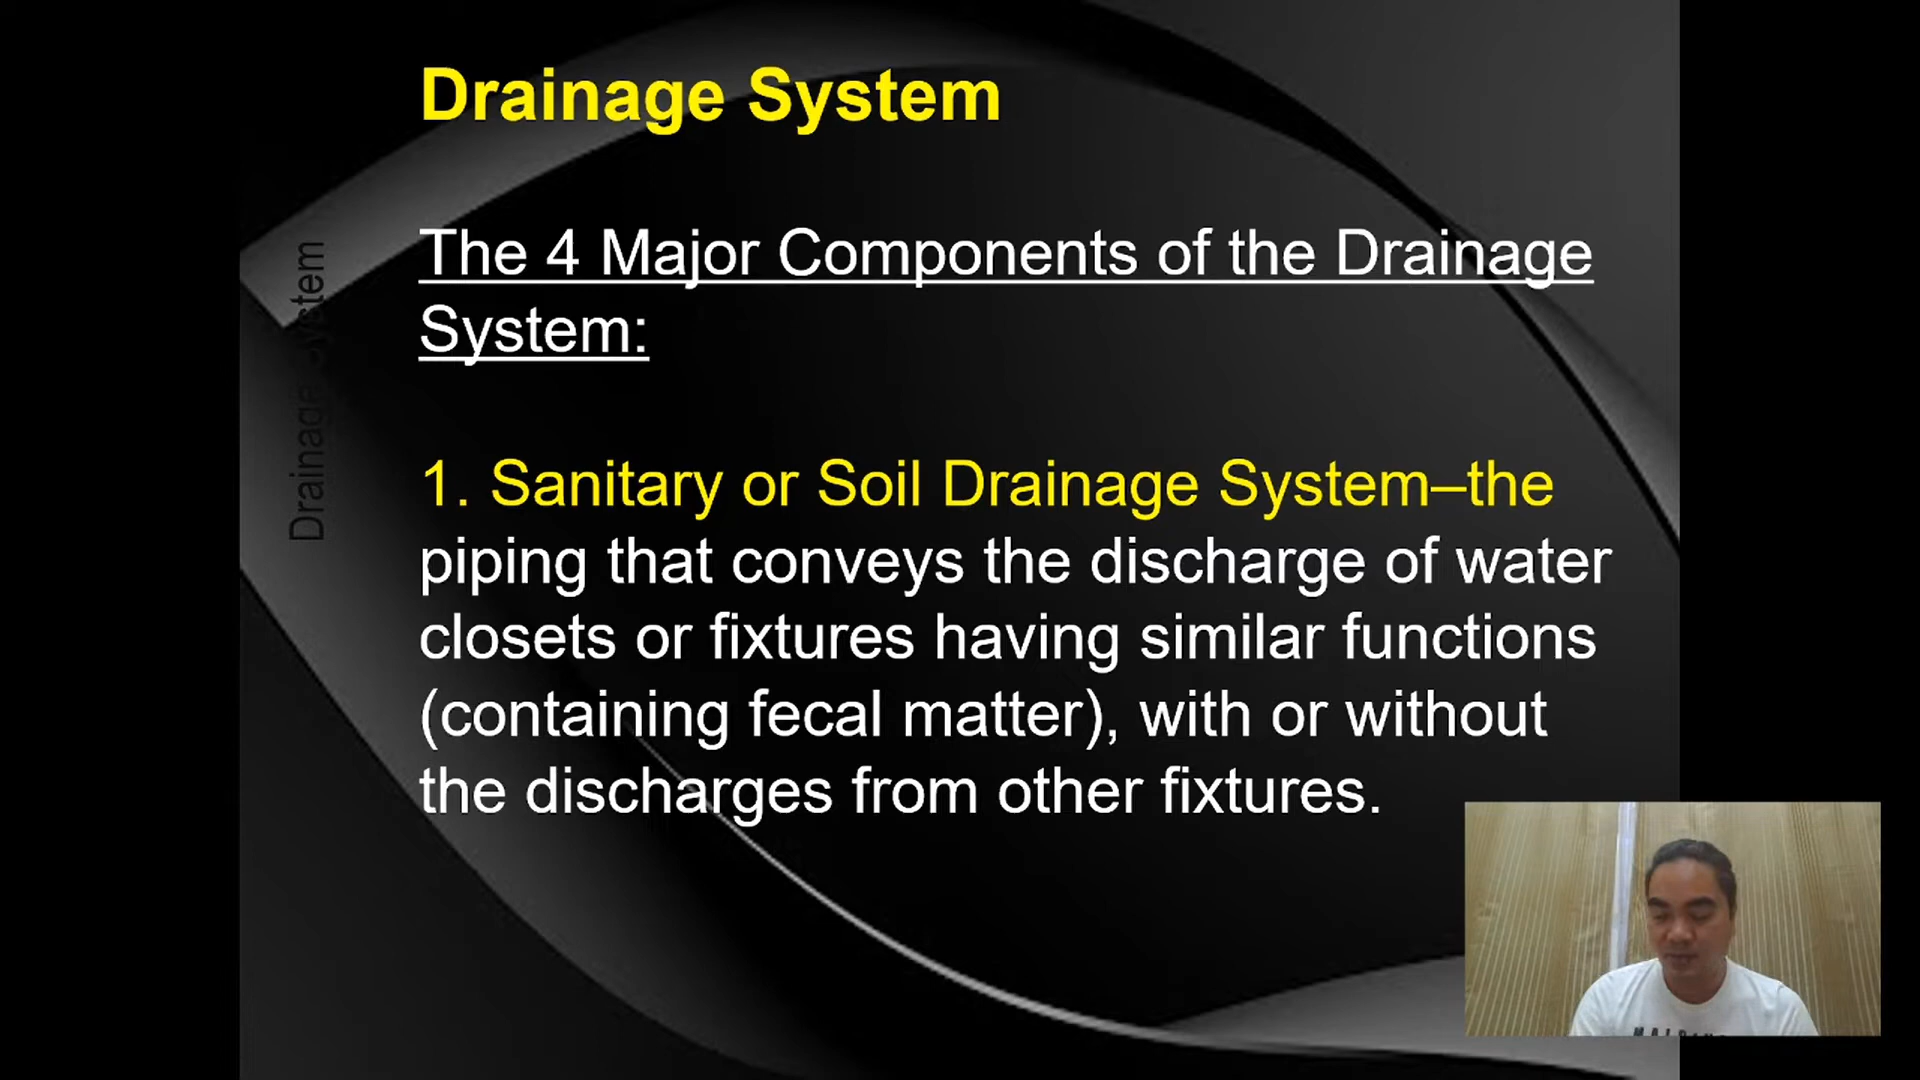 Drainage System
Drainage System
The 4 Major Components of the Drainage
System:
1. Sanitary or Soil Drainage System–the
piping that conveys the discharge of water
closets or fixtures having similar functions
(containing fecal matter), with or without
the discharges from other fixtures.